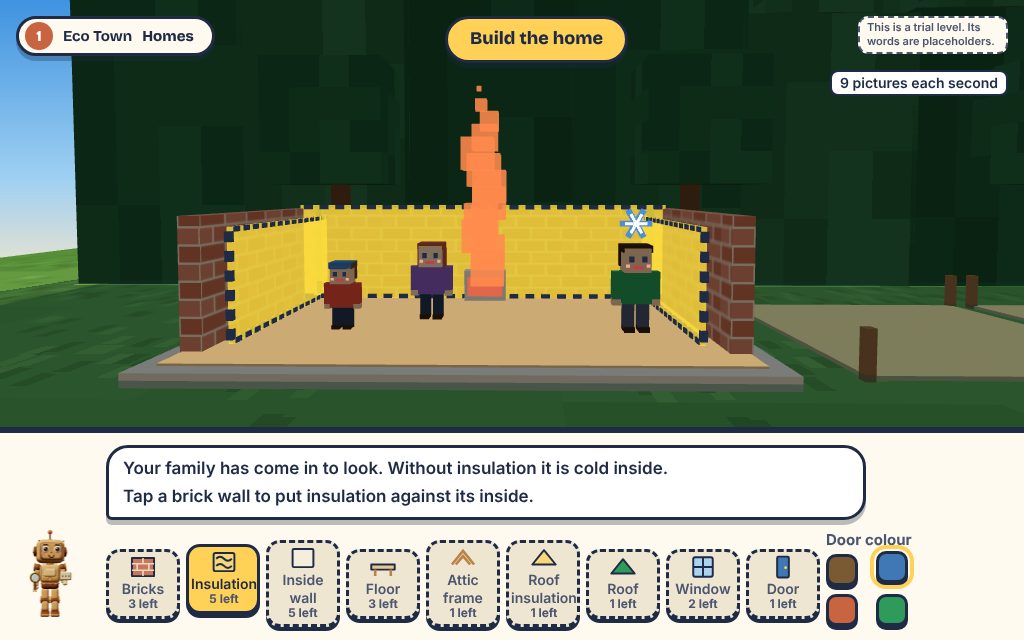 1 Eco Town Homes
Build the home
This is a trial level. Its
words are placeholders.
9 pictures each second
Your family has come in to look. Without insulation it is cold inside.
Tap a brick wall to put insulation against its inside.
Door colour
Bricks
3 left
Insulation
5 left
Inside
wall
5 left
Floor
3 left
Attic
frame
1 left
Roof
insulation
1 left
Roof
1 left
Window
2 left
Door
1 left